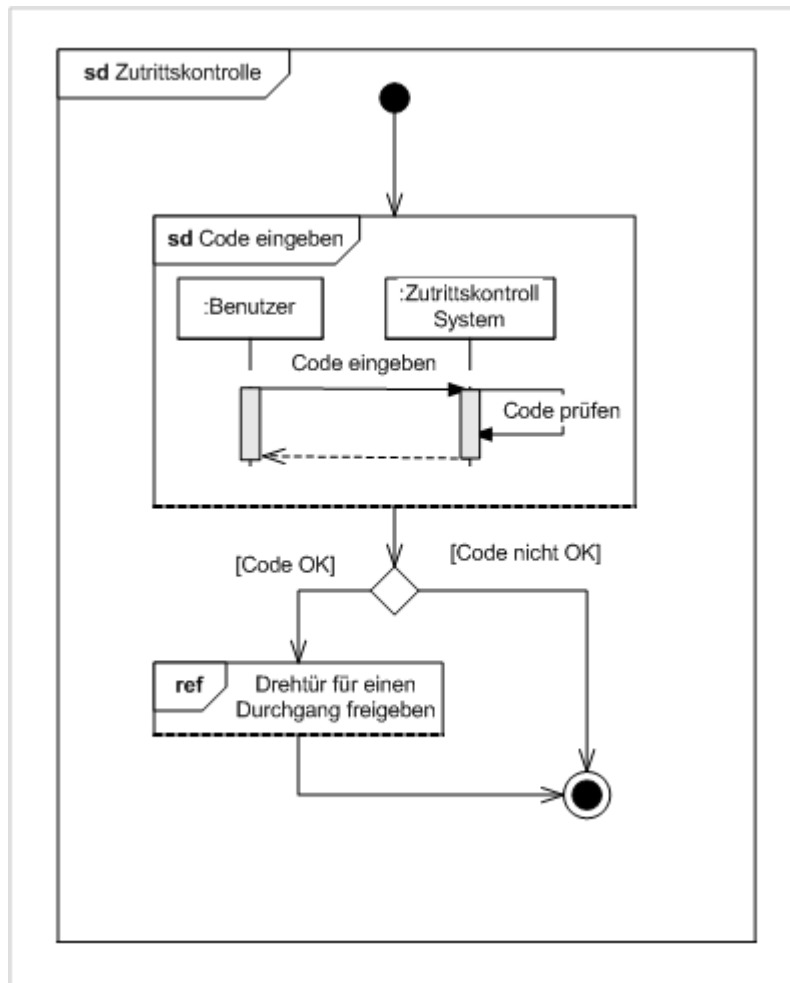 sd Zutrittskontrolle
sd Code eingeben
:Benutzer
:Zutrittskontroll
System
Code eingeben
Code prüfen
[Code OK]
[Code nicht OK]
ref
Drehtür für einen
Durchgang freigeben